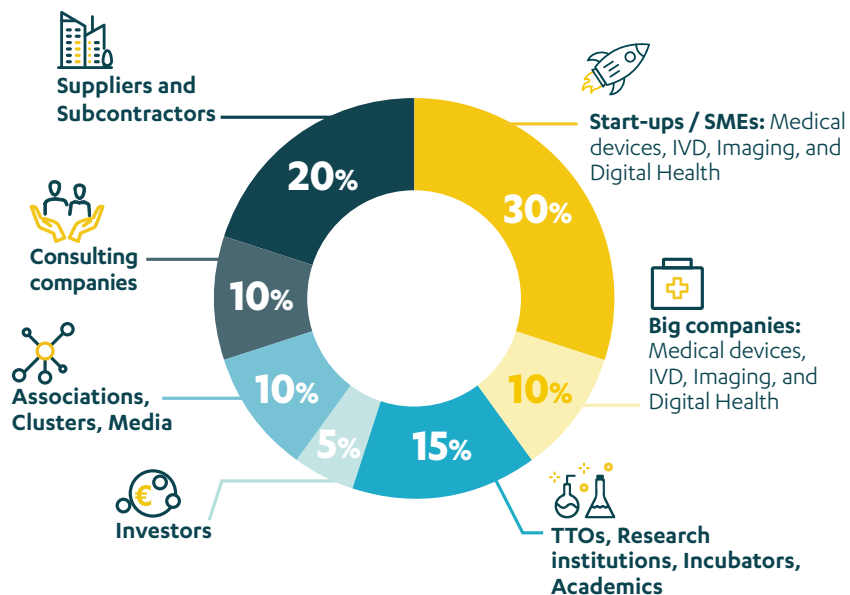 Suppliers and
Subcontractors
20%
Start-ups / SMEs: Medical
devices, IVD, Imaging, and
Digital Health
30%
Consulting
companies
10%
Big companies:
Medical devices,
IVD, Imaging, and
Digital Health
10%
Associations,
Clusters, Media
10%
5%
15%
€
Investors
TTOs, Research
institutions, Incubators,
Academics